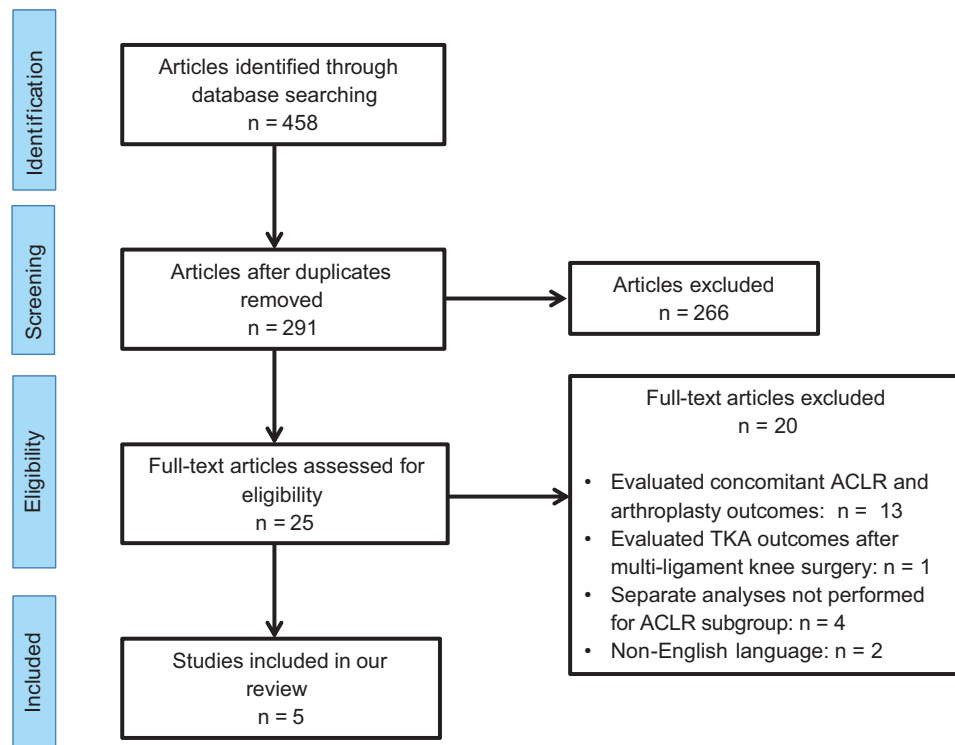 Identification
Articles identified through
database searching
n = 458
Screening
Articles after duplicates
removed
n = 291
Articles excluded
n = 266
Eligibility
Full-text articles assessed for
eligibility
n = 25
Full-text articles excluded
n = 20
• Evaluated concomitant ACLR and
arthroplasty outcomes: n = 13
• Evaluated TKA outcomes after
multi-ligament knee surgery: n = 1
• Separate analyses not performed
for ACLR subgroup: n = 4
• Non-English language: n = 2
Included
Studies included in our
review
n = 5